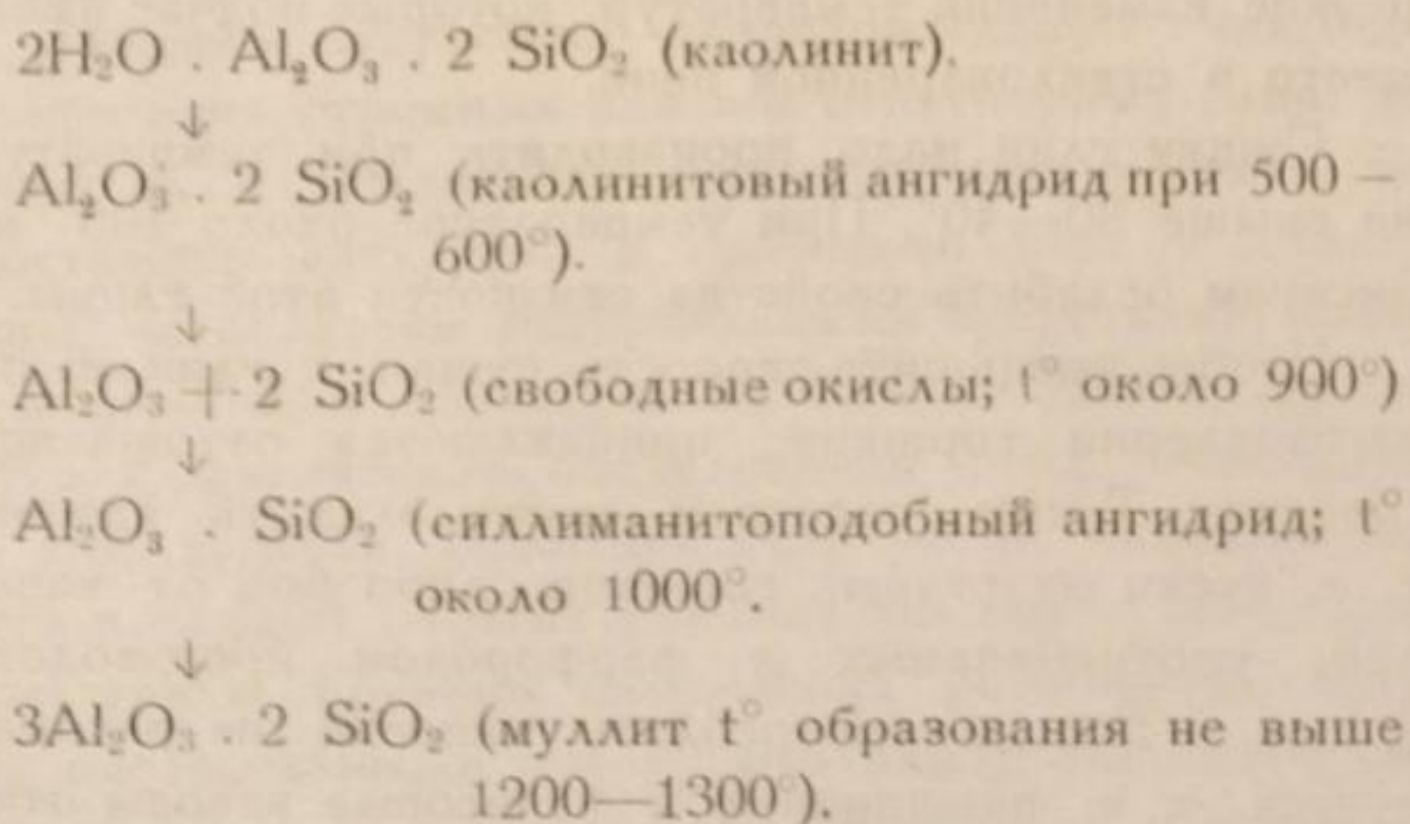 2H₂O . Al₂O₃ . 2 SiO₂ (каолинит).
↓
Al₂O₃ . 2 SiO₂ (каолинитовый ангидрид при 500 —
600°).
↓
Al₂O₃ + 2 SiO₂ (свободные окислы; t° около 900°)
↓
Al₂O₃ . SiO₂ (силлиманитоподобный ангидрид; t°
около 1000°.
↓
3Al₂O₃ . 2 SiO₂ (муллит t° образования не выше
1200—1300°).